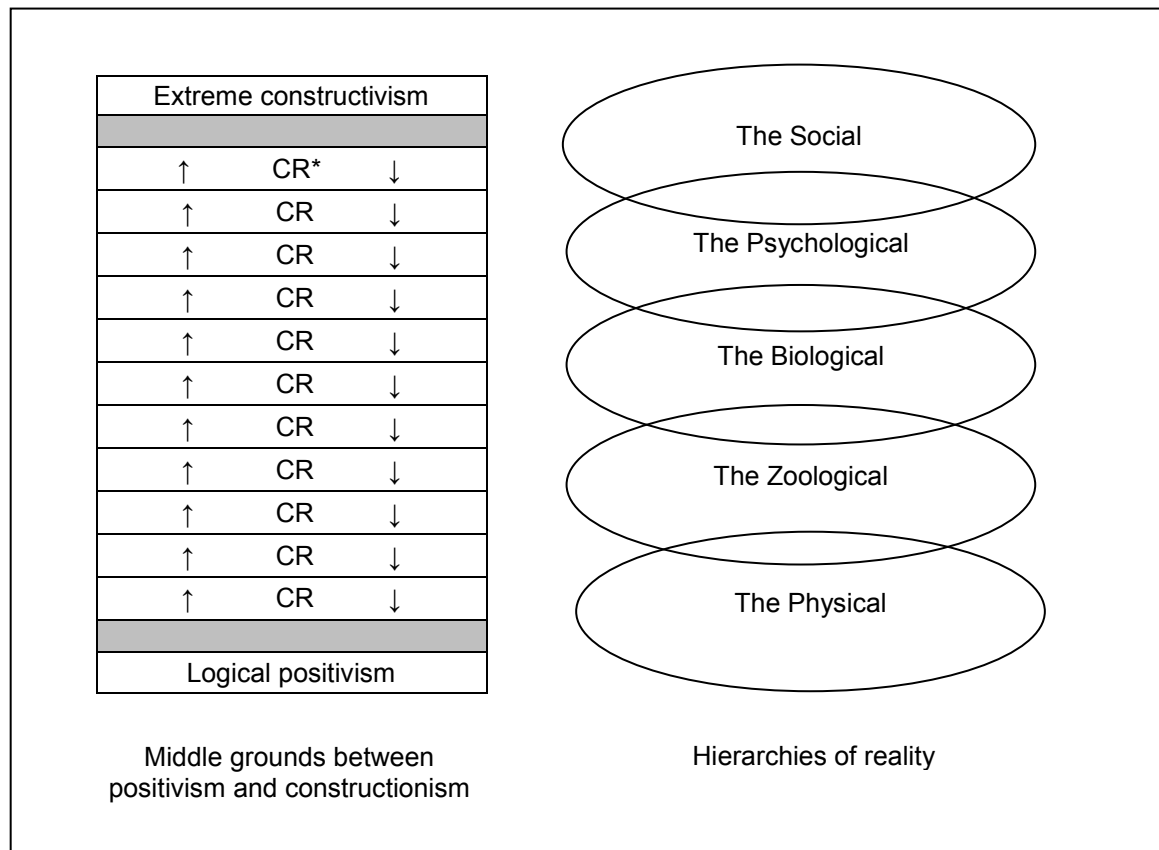 Extreme constructivism
↑ CR* ↓
↑ CR ↓
↑ CR ↓
↑ CR ↓
↑ CR ↓
↑ CR ↓
↑ CR ↓
↑ CR ↓
↑ CR ↓
↑ CR ↓
Logical positivism
Middle grounds between
positivism and constructionism
The Social
The Psychological
The Biological
The Zoological
The Physical
Hierarchies of reality